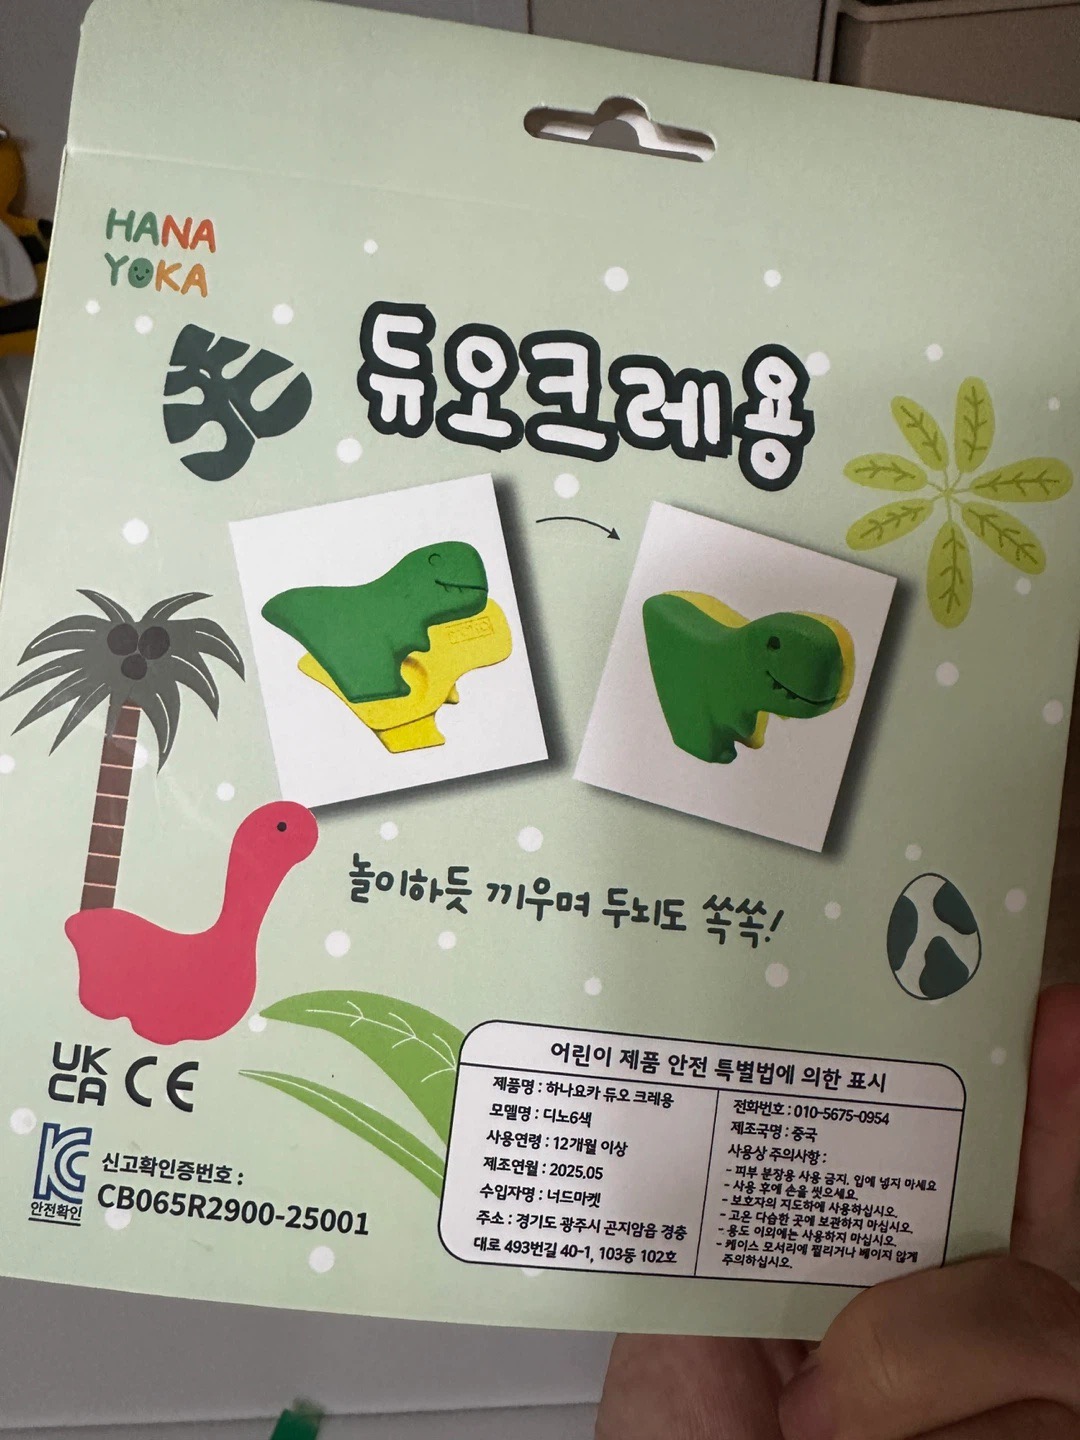 HANA
YOKA
듀오크레용
놀이하듯 끼우며 두뇌도 쏙쏙!
UK
CA CE
안전확인
신고확인증번호 :
CB065R2900-25001
어린이 제품 안전 특별법에 의한 표시
제품명 : 하나요카 듀오 크레용
모델명 : 디노6색
사용연령 : 12개월 이상
제조연월 : 2025.05
수입자명 : 너드마켓
주소 : 경기도 광주시 곤지암읍 경충
대로 493번길 40-1, 103동 102호
전화번호 : 010-5675-0954
제조국명 : 중국
사용상 주의사항 :
- 피부 분장용 사용 금지. 입에 넣지 마세요
- 사용 후에 손을 씻으세요.
- 보호자의 지도하에 사용하십시오.
- 고온 다습한 곳에 보관하지 마십시오.
- 용도 이외에는 사용하지 마십시오.
- 케이스 모서리에 찔리거나 베이지 않게
주의하십시오.